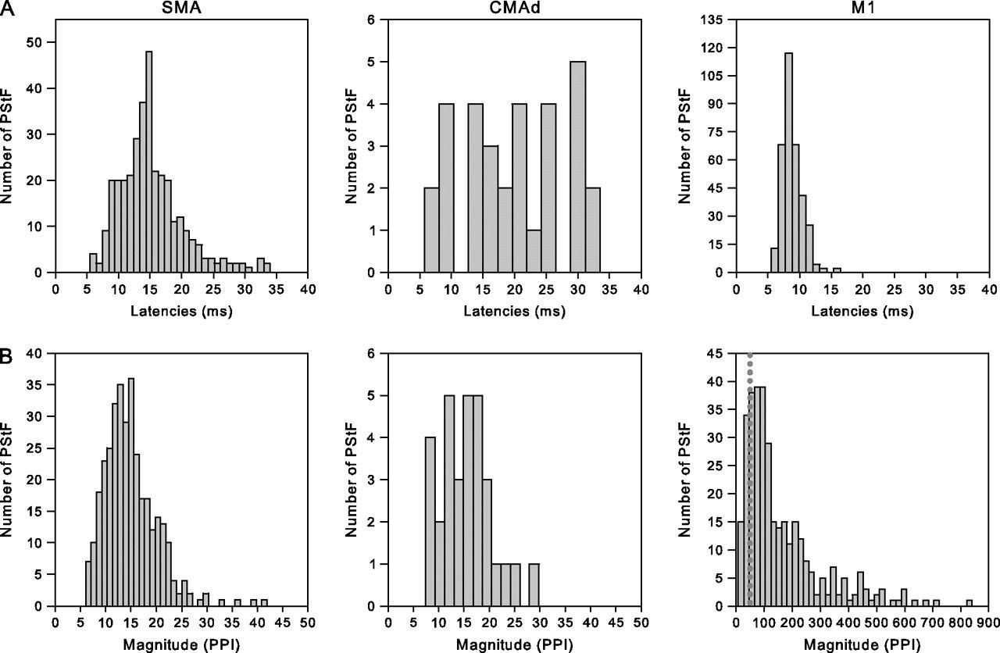 A
SMA
CMAd
M1
Number of PStF
0
10
20
30
40
50
0 5 10 15 20 25 30 35 40
Latencies (ms)
Number of PStF
0
1
2
3
4
5
6
0 5 10 15 20 25 30 35 40
Latencies (ms)
Number of PStF
0
15
30
45
60
75
90
105
120
135
0 5 10 15 20 25 30 35 40
Latencies (ms)
B
Number of PStF
0
5
10
15
20
25
30
35
40
0 5 10 15 20 25 30 35 40 45 50
Magnitude (PPI)
Number of PStF
0
1
2
3
4
5
6
0 5 10 15 20 25 30 35 40 45 50
Magnitude (PPI)
Number of PStF
0
5
10
15
20
25
30
35
40
45
0 100 200 300 400 500 600 700 800 900
Magnitude (PPI)